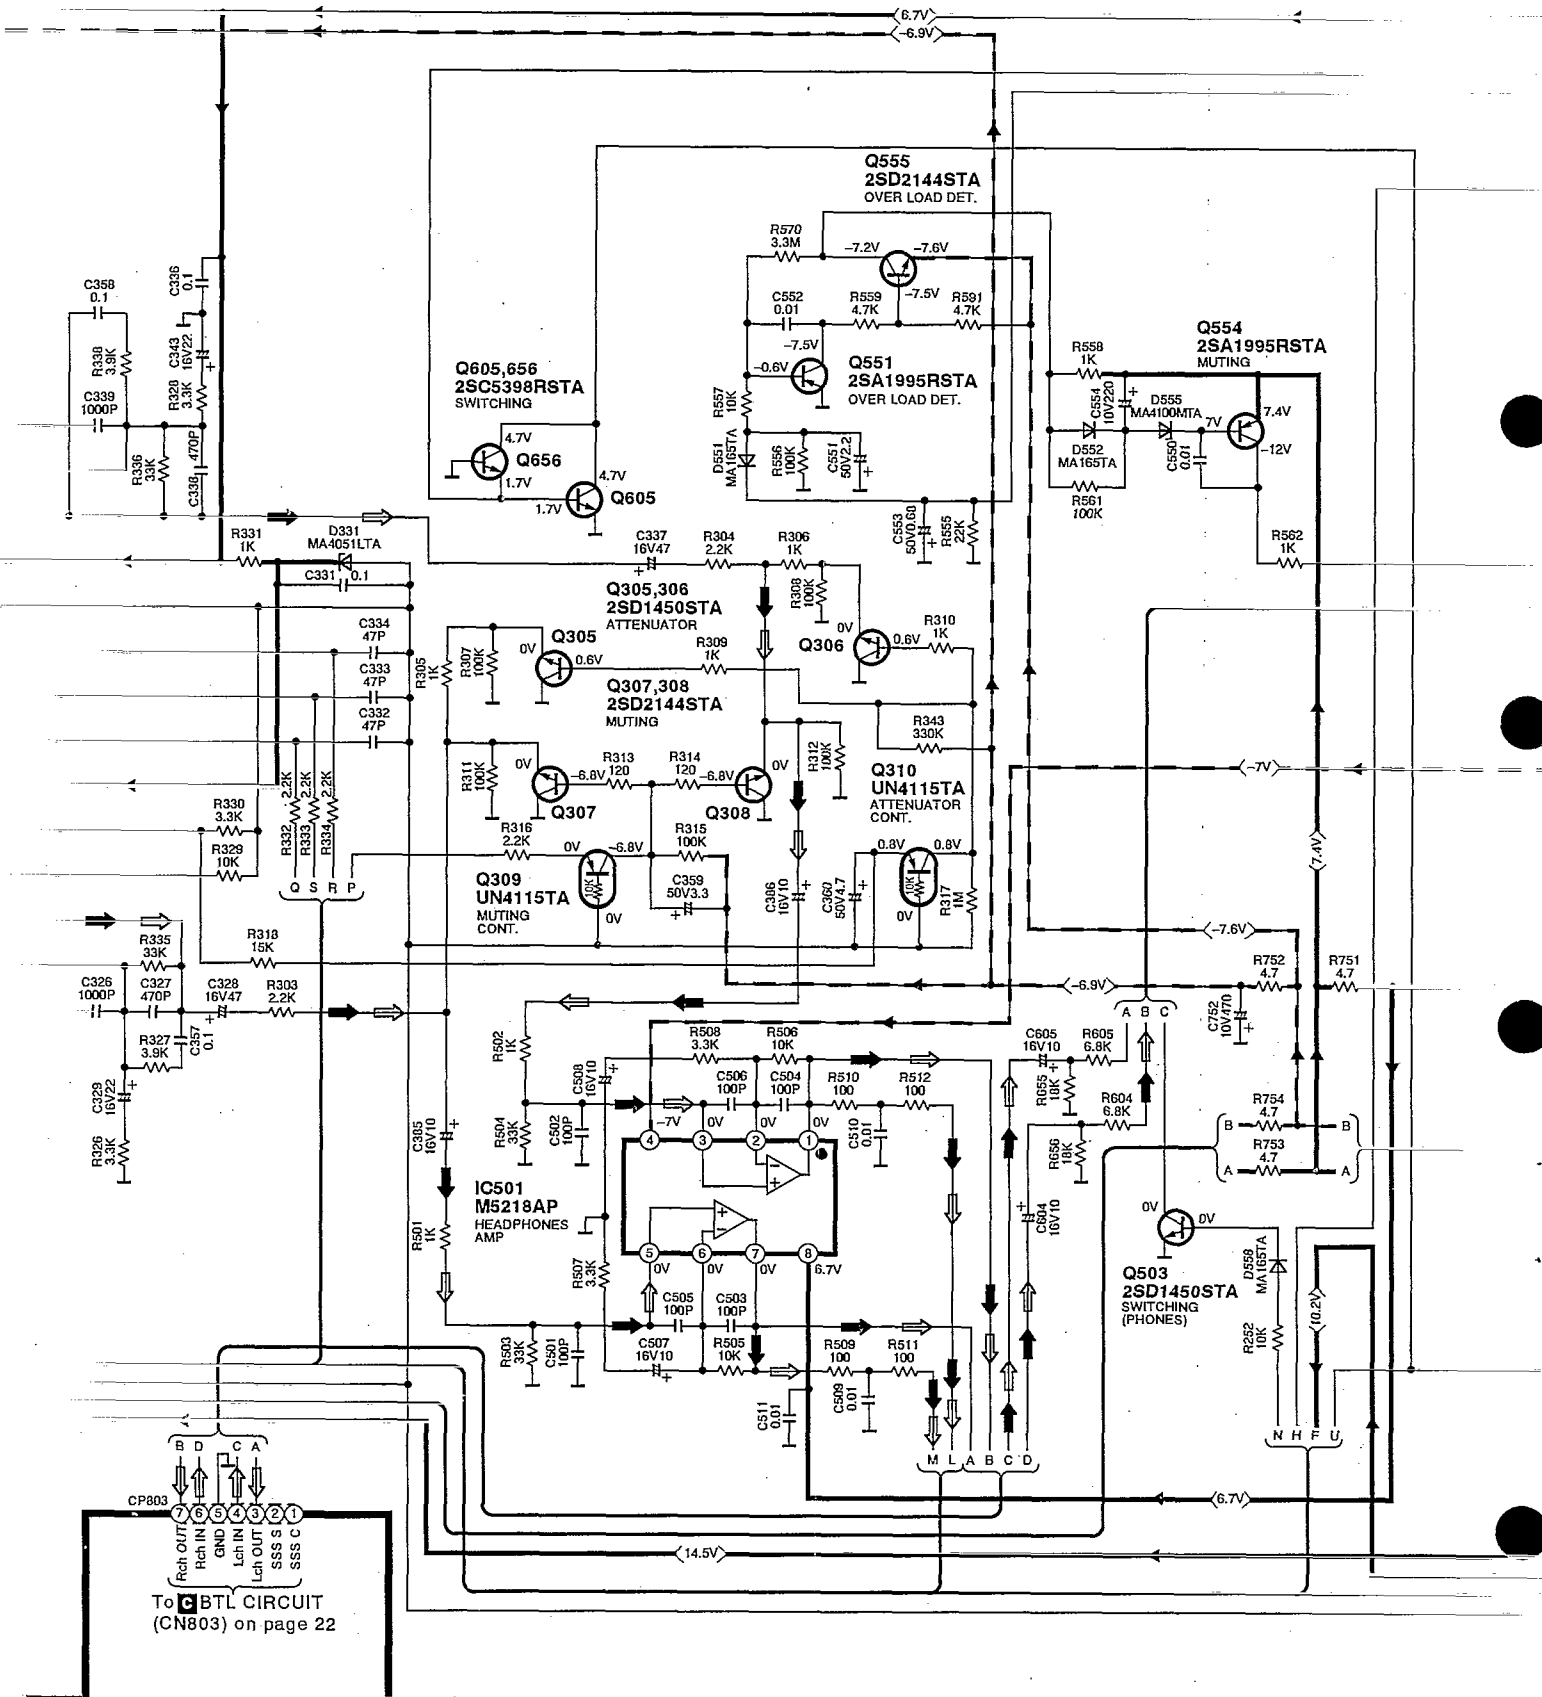 6.7V
-6.9V
Q555
2SD2144STA
OVER LOAD DET.
R570
3.3M
-7.2V
-7.6V
-7.5V
C552
0.01
R559
4.7K
R591
4.7K
C358
0.1
C336
0.1
R338
3.9K
C343
16V22
R328
3.3K
C339
1000P
R336
33K
470P
C338
Q605,656
2SC5398RSTA
SWITCHING
4.7V
Q656
1.7V
4.7V
Q605
1.7V
-7.5V
-0.6V
Q551
2SA1995RSTA
OVER LOAD DET.
R557
10K
D551
MA165TA
R556
100K
C551
50V2.2
C553
50V0.68
R555
22K
Q554
2SA1995RSTA
MUTING
R558
1K
C554
10V220
D555
MA4100MTA
7V
7.4V
-12V
D552
MA165TA
C550
0.01
R561
100K
R562
1K
R331
1K
D331
MA4051LTA
C331
0.1
C337
16V47
R304
2.2K
R306
1K
R308
100K
Q305,306
2SD1450STA
ATTENUATOR
C334
47P
C333
47P
C332
47P
R305
1K
R307
100K
0V
Q305
0.6V
R309
1K
0V
Q306
0.6V
R310
1K
Q307,308
2SD2144STA
MUTING
R343
330K
R311
100K
0V
-6.8V
R313
120
R314
120
-6.8V
0V
Q307
Q308
R312
100K
Q310
UN4115TA
ATTENUATOR
CONT.
-7V
R330
3.3K
R329
10K
R332
2.2K
R333
2.2K
R334
2.2K
R316
2.2K
0V
-6.8V
R315
100K
10K
0V
Q309
UN4115TA
MUTING
CONT.
C359
50V3.3
C386
16V10
C360
50V4.7
0.8V
0.8V
10K
0V
R317
1M
7.4V
Q S R P
R335
33K
R318
15K
C326
1000P
C327
470P
C328
16V47
R303
2.2K
R327
3.9K
C357
0.1
C329
16V22
R326
3.3K
-7.6V
-6.9V
R752
4.7
R751
4.7
C752
10V470
A B C
R502
1K
C508
16V10
R508
3.3K
R506
10K
C506
100P
C504
100P
R510
100
R512
100
C605
16V10
R605
6.8K
R655
18K
R604
6.8K
R656
18K
C604
16V10
R504
33K
C502
100P
-7V
0V
0V
0V
C510
0.01
4 3 2 1
C385
16V10
R754
4.7
R753
4.7
B B
A A
IC501
M5218AP
HEADPHONES
AMP
R501
1K
5 6 7 8
0V
0V
0V
6.7V
R507
3.3K
0V
0V
Q503
2SD1450STA
SWITCHING
(PHONES)
D558
MA165TA
R252
10K
10.2V
C505
100P
C503
100P
R503
33K
C501
100P
C507
16V10
R505
10K
R509
100
R511
100
C511
0.01
C509
0.01
N H F U
M L A B C D
B D C A
CP803
7 6 5 4 3 2 1
Rch OUT
Rch IN
GND
Lch IN
Lch OUT
SSS S
SSS C
6.7V
14.5V
To C BTL CIRCUIT
(CN803) on page 22